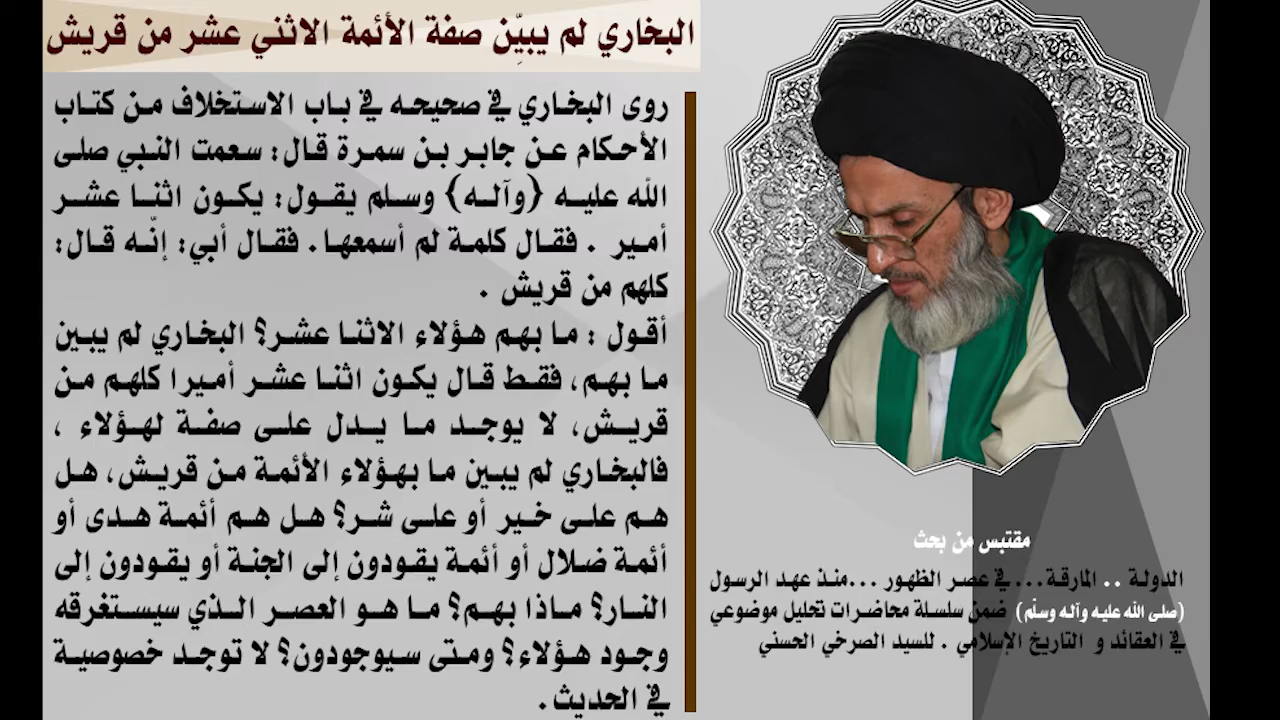 البخاري لم يبيِّن صفة الأئمة الاثني عشر من قريش
روى البخاري في صحيحه في باب الاستخلاف من كتاب
الأحكام عن جابر بن سمرة قال: سعمت النبي صلى
الله عليه (وآله) وسلم يقول: يكون اثنا عشر
أمير . فقال كلمة لم أسمعها. فقال أبي: إنّه قال:
كلهم من قريش .
أقول : ما بهم هؤلاء الاثنا عشر؟ البخاري لم يبين
ما بهم، فقط قال يكون اثنا عشر أميرا كلهم من
قريش، لا يوجد ما يدل على صفة لهؤلاء ،
فالبخاري لم يبين ما بهؤلاء الأئمة من قريش، هل
هم على خير أو على شر؟ هل هم أئمة هدى أو
أئمة ضلال أو أئمة يقودون إلى الجنة أو يقودون إلى
النار؟ ماذا بهم؟ ما هو العصر الذي سيستغرقه
وجود هؤلاء؟ ومتى سيوجودون؟ لا توجد خصوصية
في الحديث.
مقتبس من بحث
الدولة .. المارقة... في عصر الظهور ...منذ عهد الرسول
(صلى الله عليه وآله وسلّم) ضمن سلسلة محاضرات تحليل موضوعي
في العقائد و التاريخ الإسلامي . للسيد الصرخي الحسني